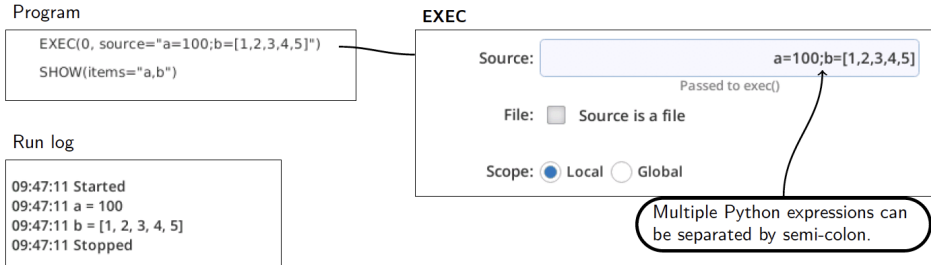 Program
EXEC(0, source="a=100;b=[1,2,3,4,5]")
SHOW(items="a,b")
Run log
09:47:11 Started
09:47:11 a = 100
09:47:11 b = [1, 2, 3, 4, 5]
09:47:11 Stopped
EXEC
Source: a=100;b=[1,2,3,4,5]
Passed to exec()
File: Source is a file
Scope: Local Global
Multiple Python expressions can
be separated by semi-colon.